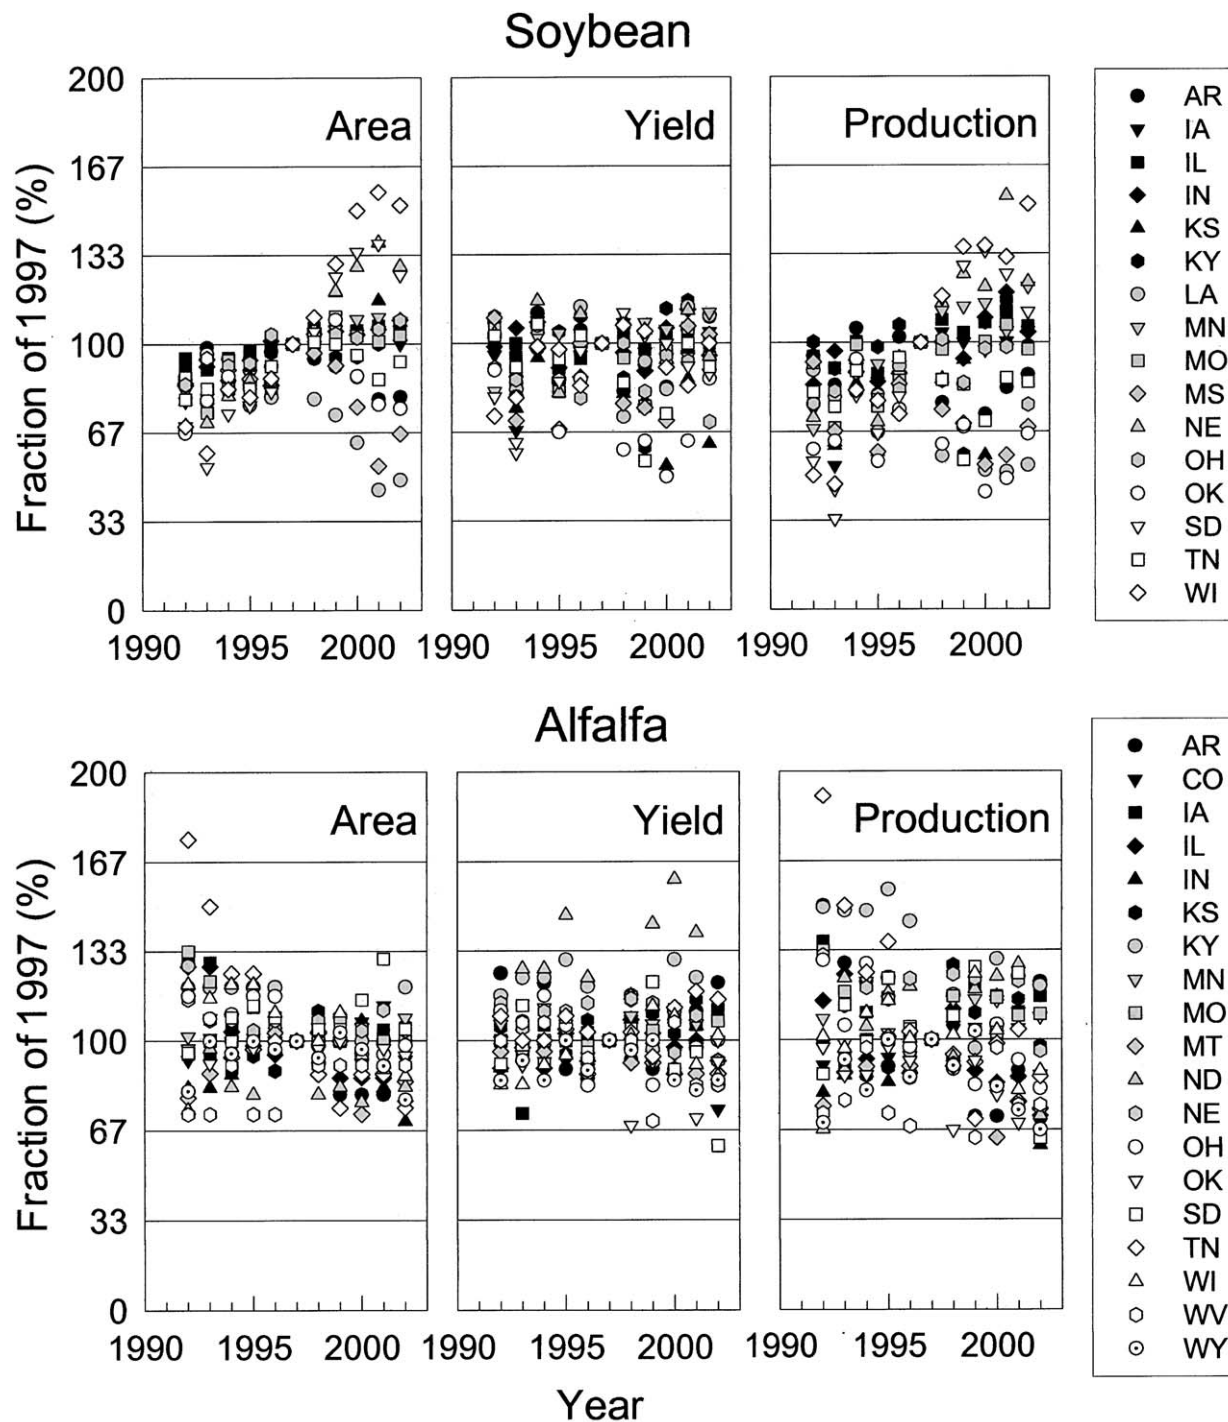 Soybean
Fraction of 1997 (%)
200
167
133
100
67
33
0
Area
Yield
Production
1990 1995 2000 1990 1995 2000 1990 1995 2000
AR
IA
IL
IN
KS
KY
LA
MN
MO
MS
NE
OH
OK
SD
TN
WI
Alfalfa
Fraction of 1997 (%)
200
167
133
100
67
33
0
Area
Yield
Production
1990 1995 2000 1990 1995 2000 1990 1995 2000
Year
AR
CO
IA
IL
IN
KS
KY
MN
MO
MT
ND
NE
OH
OK
SD
TN
WI
WV
WY